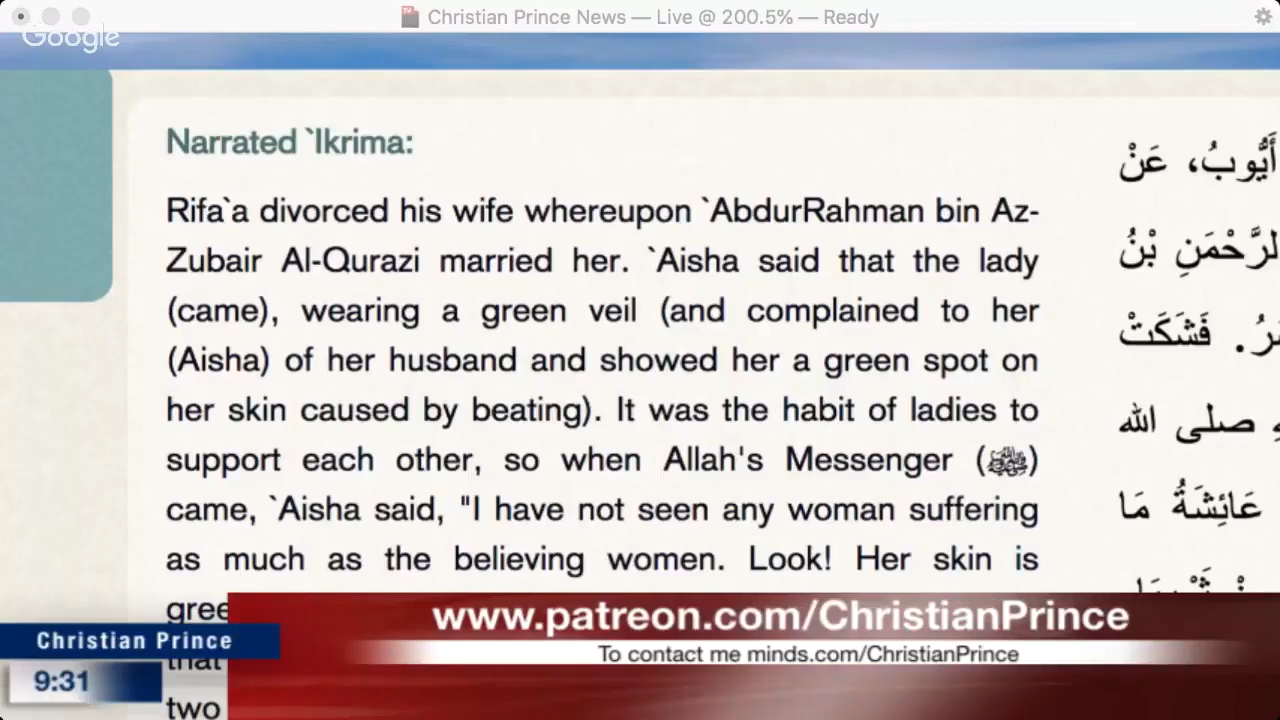 Christian Prince News — Live @ 200.5% — Ready
Google
Narrated `Ikrima:
Rifa`a divorced his wife whereupon `AbdurRahman bin Az-
Zubair Al-Qurazi married her. `Aisha said that the lady
(came), wearing a green veil (and complained to her
(Aisha) of her husband and showed her a green spot on
her skin caused by beating). It was the habit of ladies to
support each other, so when Allah's Messenger (ﷺ)
came, `Aisha said, "I have not seen any woman suffering
as much as the believing women. Look! Her skin is
gree
that
two
أَيُّوبُ، عَنْ
الرَّحْمَنِ بْنُ
فَشَكَتْ
صلى الله
عَائِشَةُ مَا
www.patreon.com/ChristianPrince
To contact me minds.com/ChristianPrince
Christian Prince
9:31